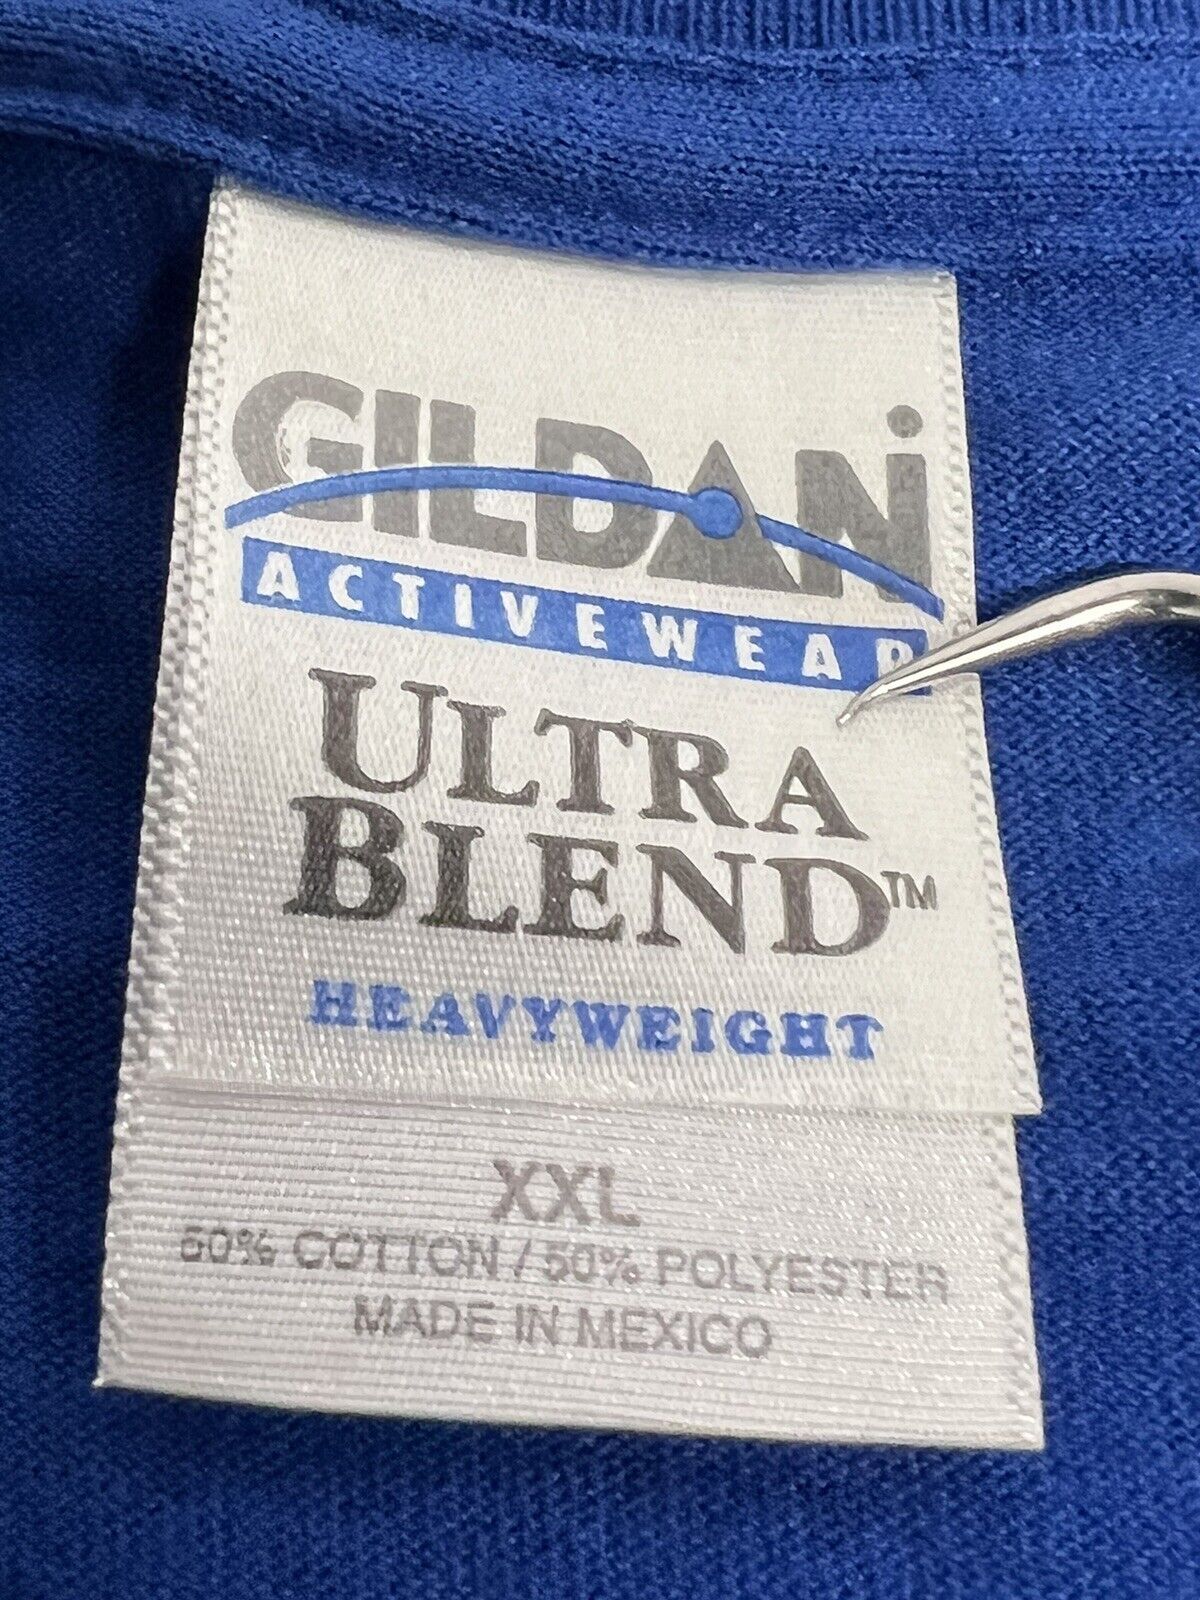 GILDAN
ACTIVEWEAR
ULTRA
BLEND™
HEAVYWEIGHT
XXL
50% COTTON / 50% POLYESTER
MADE IN MEXICO